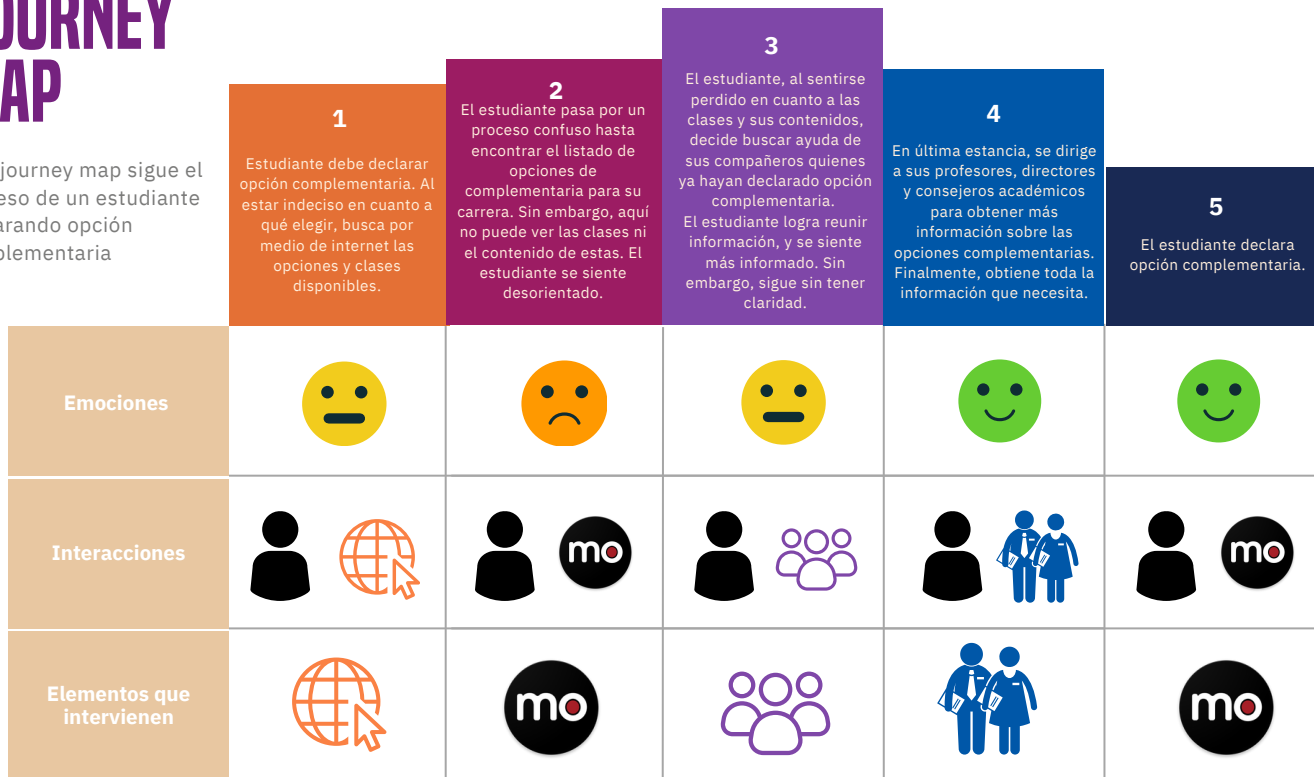 OURNEY
AP
journey map sigue el
eso de un estudiante
arando opción
plementaria
1
Estudiante debe declarar
opción complementaria. Al
estar indeciso en cuanto a
qué elegir, busca por
medio de internet las
opciones y clases
disponibles.
2
El estudiante pasa por un
proceso confuso hasta
encontrar el listado de
opciones de
complementaria para su
carrera. Sin embargo, aquí
no puede ver las clases ni
el contenido de estas. El
estudiante se siente
desorientado.
3
El estudiante, al sentirse
perdido en cuanto a las
clases y sus contenidos,
decide buscar ayuda de
sus compañeros quienes
ya hayan declarado opción
complementaria.
El estudiante logra reunir
información, y se siente
más informado. Sin
embargo, sigue sin tener
claridad.
4
En última estancia, se dirige
a sus profesores, directores
y consejeros académicos
para obtener más
información sobre las
opciones complementarias.
Finalmente, obtiene toda la
información que necesita.
5
El estudiante declara
opción complementaria.
Emociones
Interacciones
mo
mo
Elementos que
intervienen
mo
mo